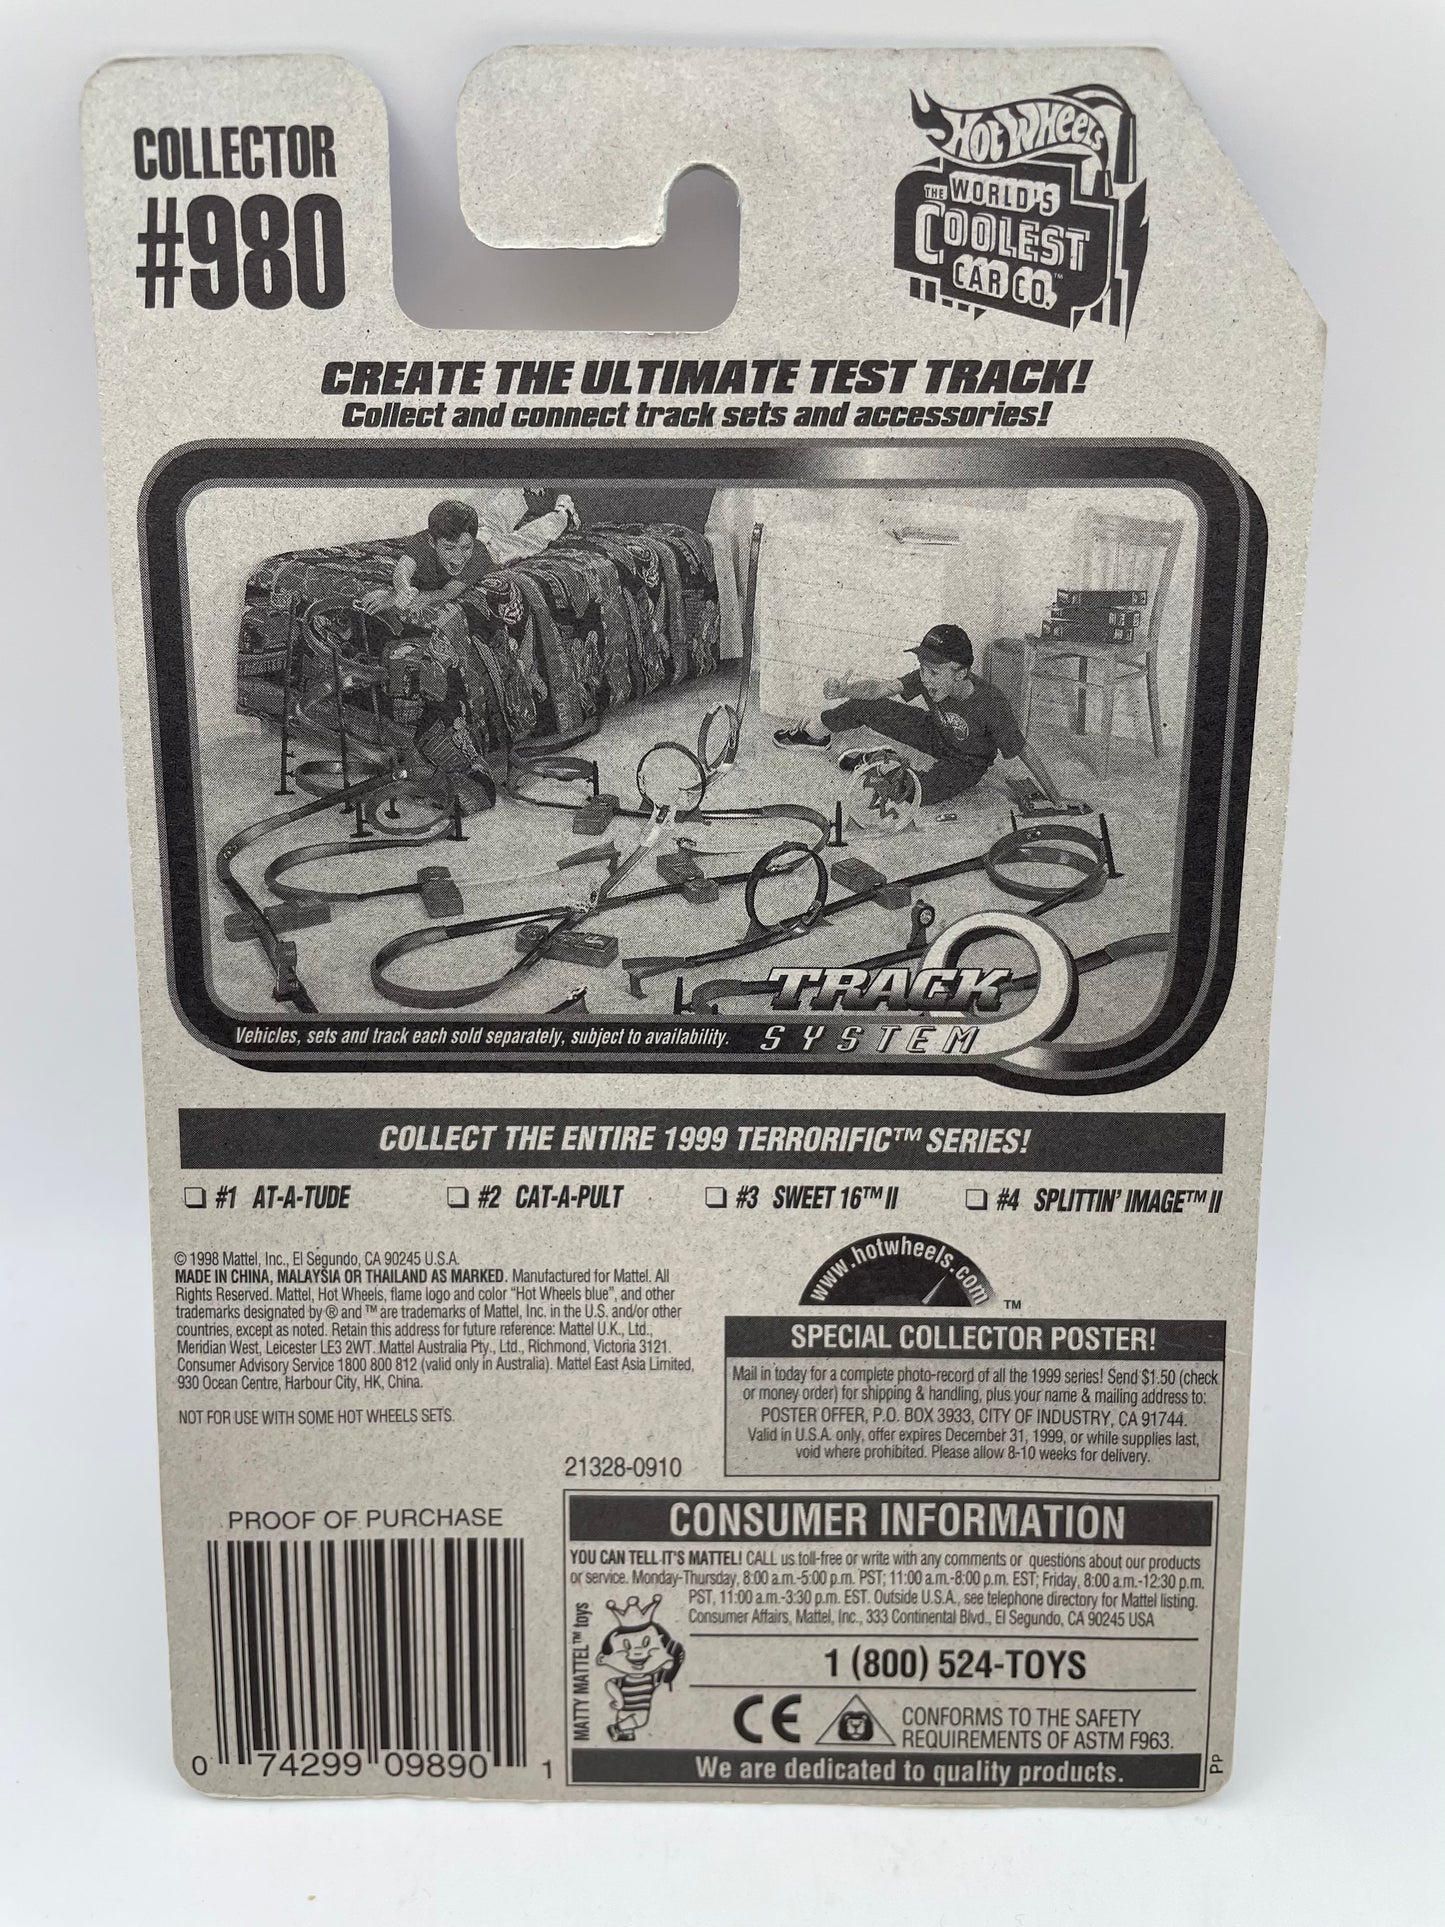 COLLECTOR
#980
HOT WHEELS
THE WORLD'S
COOLEST
CAR CO.™
CREATE THE ULTIMATE TEST TRACK!
Collect and connect track sets and accessories!
Vehicles, sets and track each sold separately, subject to availability.
TRACK
SYSTEM
COLLECT THE ENTIRE 1999 TERRORIFIC™ SERIES!
❏ #1 AT-A-TUDE ❏ #2 CAT-A-PULT ❏ #3 SWEET 16™ II ❏ #4 SPLITTIN' IMAGE™ II
© 1998 Mattel, Inc., El Segundo, CA 90245 U.S.A.
MADE IN CHINA, MALAYSIA OR THAILAND AS MARKED. Manufactured for Mattel. All
Rights Reserved. Mattel, Hot Wheels, flame logo and color "Hot Wheels blue", and other
trademarks designated by ® and ™ are trademarks of Mattel, Inc. in the U.S. and/or other
countries, except as noted. Retain this address for future reference: Mattel U.K., Ltd.,
Meridian West, Leicester LE3 2WT. Mattel Australia Pty., Ltd., Richmond, Victoria 3121.
Consumer Advisory Service 1800 800 812 (valid only in Australia). Mattel East Asia Limited,
930 Ocean Centre, Harbour City, HK, China.
NOT FOR USE WITH SOME HOT WHEELS SETS.
21328-0910
www.hotwheels.com ™
SPECIAL COLLECTOR POSTER!
Mail in today for a complete photo-record of all the 1999 series! Send $1.50 (check
or money order) for shipping & handling, plus your name & mailing address to:
POSTER OFFER, P.O. BOX 3933, CITY OF INDUSTRY, CA 91744.
Valid in U.S.A. only, offer expires December 31, 1999, or while supplies last,
void where prohibited. Please allow 8-10 weeks for delivery.
PROOF OF PURCHASE
0 74299 09890 1
CONSUMER INFORMATION
YOU CAN TELL IT'S MATTEL! CALL us toll-free or write with any comments or questions about our products
or service. Monday-Thursday, 8:00 a.m.-5:00 p.m. PST; 11:00 a.m.-8:00 p.m. EST; Friday, 8:00 a.m.-12:30 p.m.
PST, 11:00 a.m.-3:30 p.m. EST. Outside U.S.A., see telephone directory for Mattel listing.
Consumer Affairs, Mattel, Inc., 333 Continental Blvd., El Segundo, CA 90245 USA
MATTY MATTEL™ toys
1 (800) 524-TOYS
CE
CONFORMS TO THE SAFETY
REQUIREMENTS OF ASTM F963.
We are dedicated to quality products.
PP